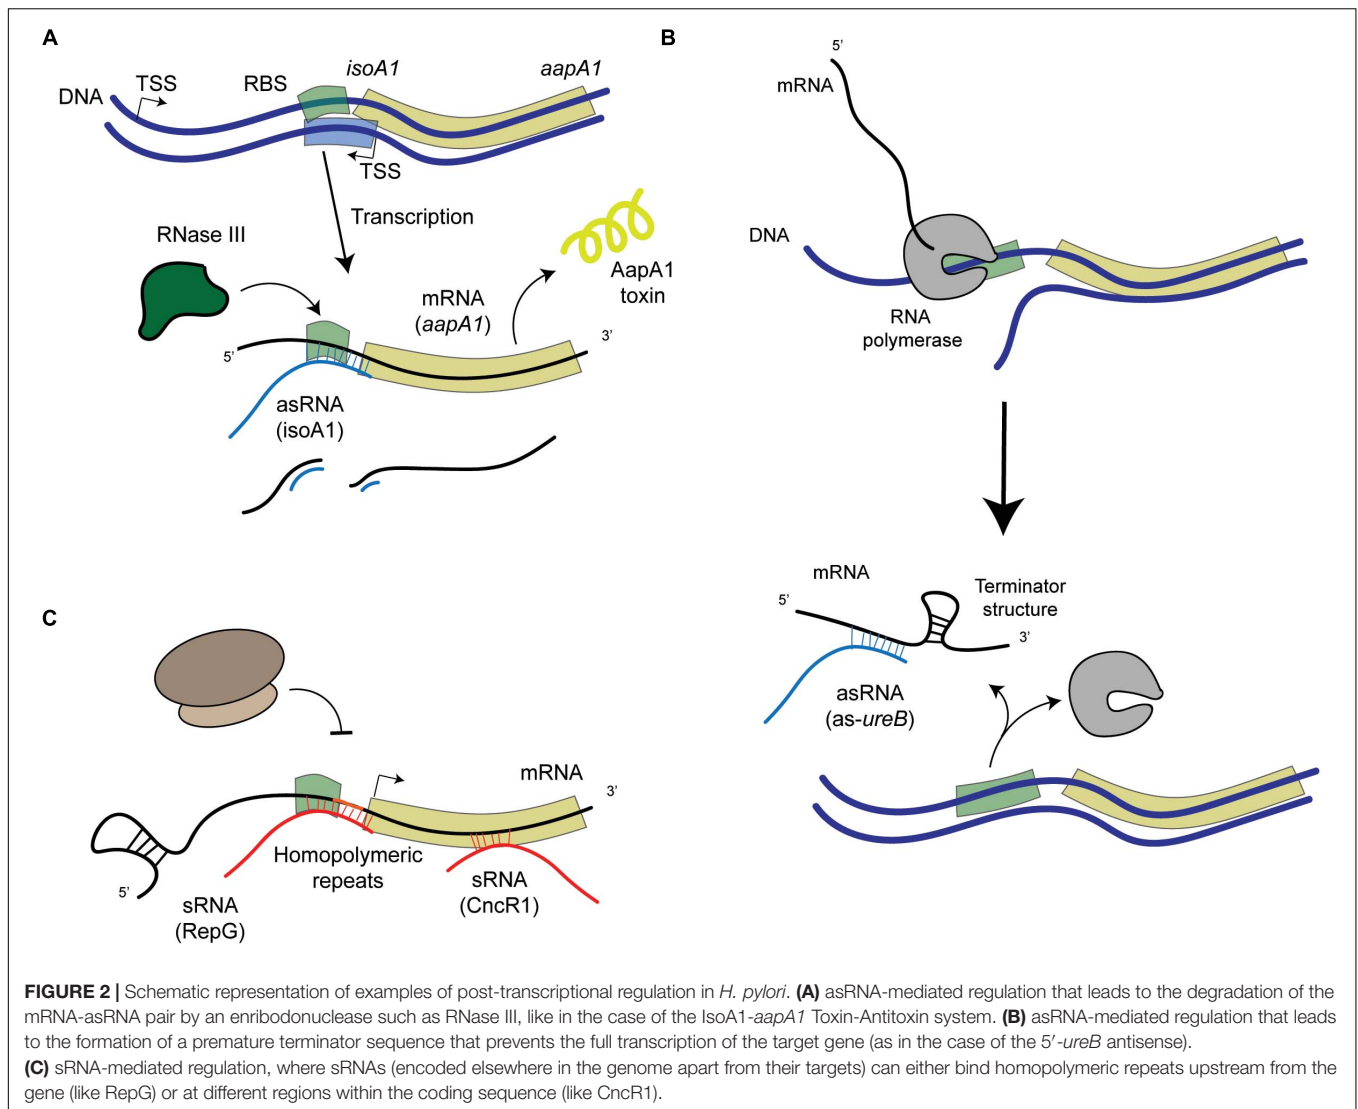 A
DNA
TSS
RBS
isoA1
aapA1
TSS
Transcription
RNase III
AapA1
toxin
mRNA
(aapA1)
5’
3’
asRNA
(isoA1)
B
5’
mRNA
DNA
RNA
polymerase
mRNA
5’
Terminator
structure
3’
asRNA
(as-ureB)
C
mRNA
3’
Homopolymeric
repeats
5’
sRNA
(RepG)
sRNA
(CncR1)
FIGURE 2 | Schematic representation of examples of post-transcriptional regulation in H. pylori. (A) asRNA-mediated regulation that leads to the degradation of the
mRNA-asRNA pair by an enribodonuclease such as RNase III, like in the case of the IsoA1-aapA1 Toxin-Antitoxin system. (B) asRNA-mediated regulation that leads
to the formation of a premature terminator sequence that prevents the full transcription of the target gene (as in the case of the 5′-ureB antisense).
(C) sRNA-mediated regulation, where sRNAs (encoded elsewhere in the genome apart from their targets) can either bind homopolymeric repeats upstream from the
gene (like RepG) or at different regions within the coding sequence (like CncR1).